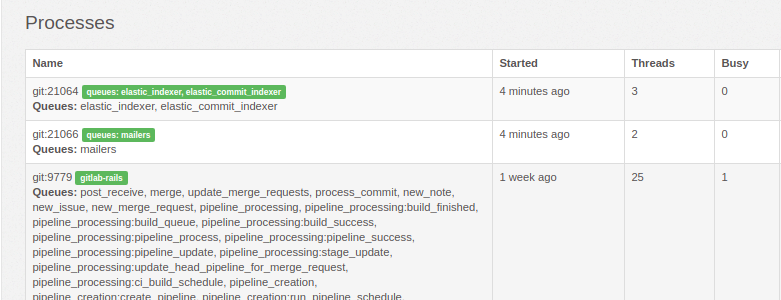 Processes
Name Started Threads Busy
git:21064 queues: elastic_indexer, elastic_commit_indexer 4 minutes ago 3 0
Queues: elastic_indexer, elastic_commit_indexer
git:21066 queues: mailers 4 minutes ago 2 0
Queues: mailers
git:9779 gitlab-rails 1 week ago 25 1
Queues: post_receive, merge, update_merge_requests, process_commit, new_note,
new_issue, new_merge_request, pipeline_processing, pipeline_processing:build_finished,
pipeline_processing:build_queue, pipeline_processing:build_success,
pipeline_processing:pipeline_process, pipeline_processing:pipeline_success,
pipeline_processing:pipeline_update, pipeline_processing:stage_update,
pipeline_processing:update_head_pipeline_for_merge_request,
pipeline_processing:ci_build_schedule, pipeline_creation,
pipeline_creation:create_pipeline, pipeline_creation:run_pipeline_schedule,